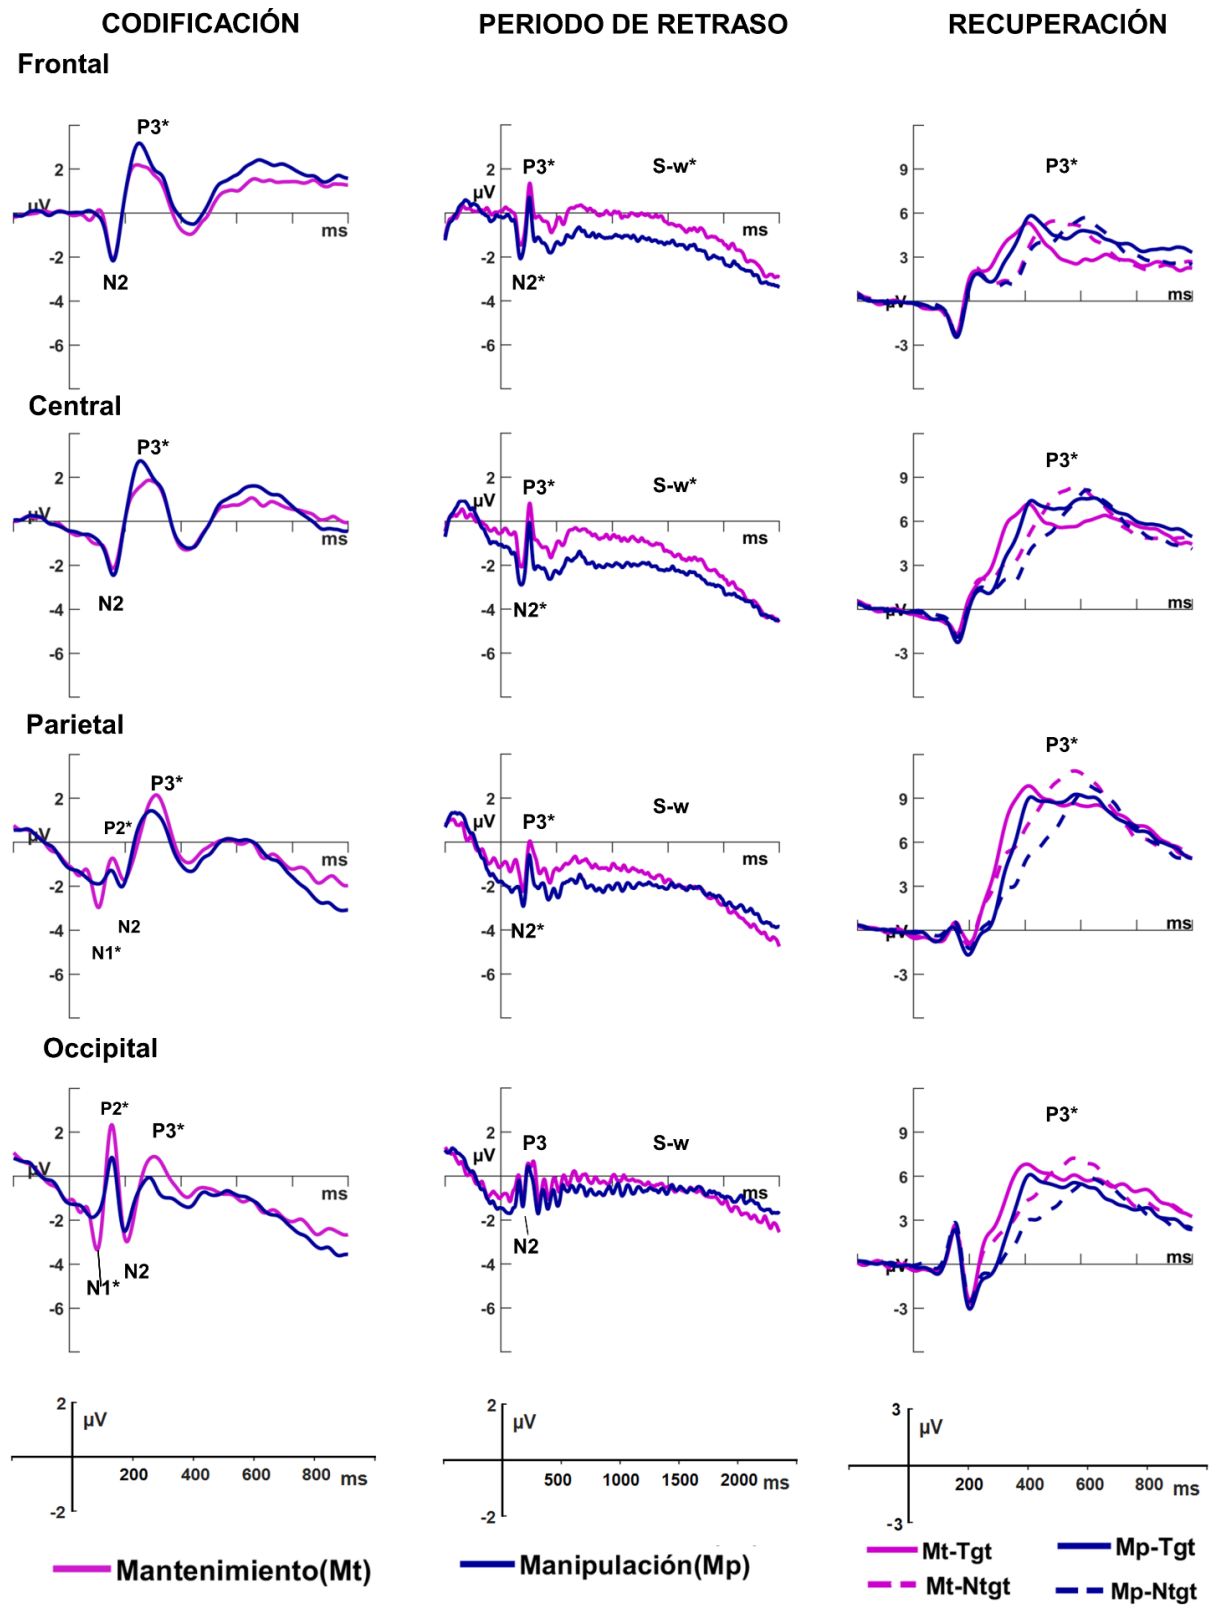 CODIFICACIÓN PERIODO DE RETRASO RECUPERACIÓN
Frontal
P3* P3* S-w* P3*
2 2 9
µV µV 6
ms ms 3
-2 -2 ms
N2 N2* µV
-4 -4 -3
-6 -6
Central
P3* P3* S-w* P3*
2 2 9
µV µV 6
ms ms 3
-2 -2 ms
N2 N2* µV
-4 -4 -3
-6 -6
Parietal
P3* P3* S-w P3*
2 2 9
P2*
µV µV 6
ms ms 3
-2 -2 ms
N2 N2* µV
-4 -4 -3
N1*
-6 -6
Occipital
P2* P3* P3 S-w P3*
2 2 9
µV µV 6
ms ms 3
-2 -2 ms
N2 N2 µV
-4 -4 -3
N1*
-6 -6
2 2 3
µV µV µV
200 400 600 800 ms 500 1000 1500 2000 ms 200 400 600 800 ms
-2 -2 -3
Mantenimiento(Mt) Manipulación(Mp) Mt-Tgt Mp-Tgt
Mt-Ntgt Mp-Ntgt